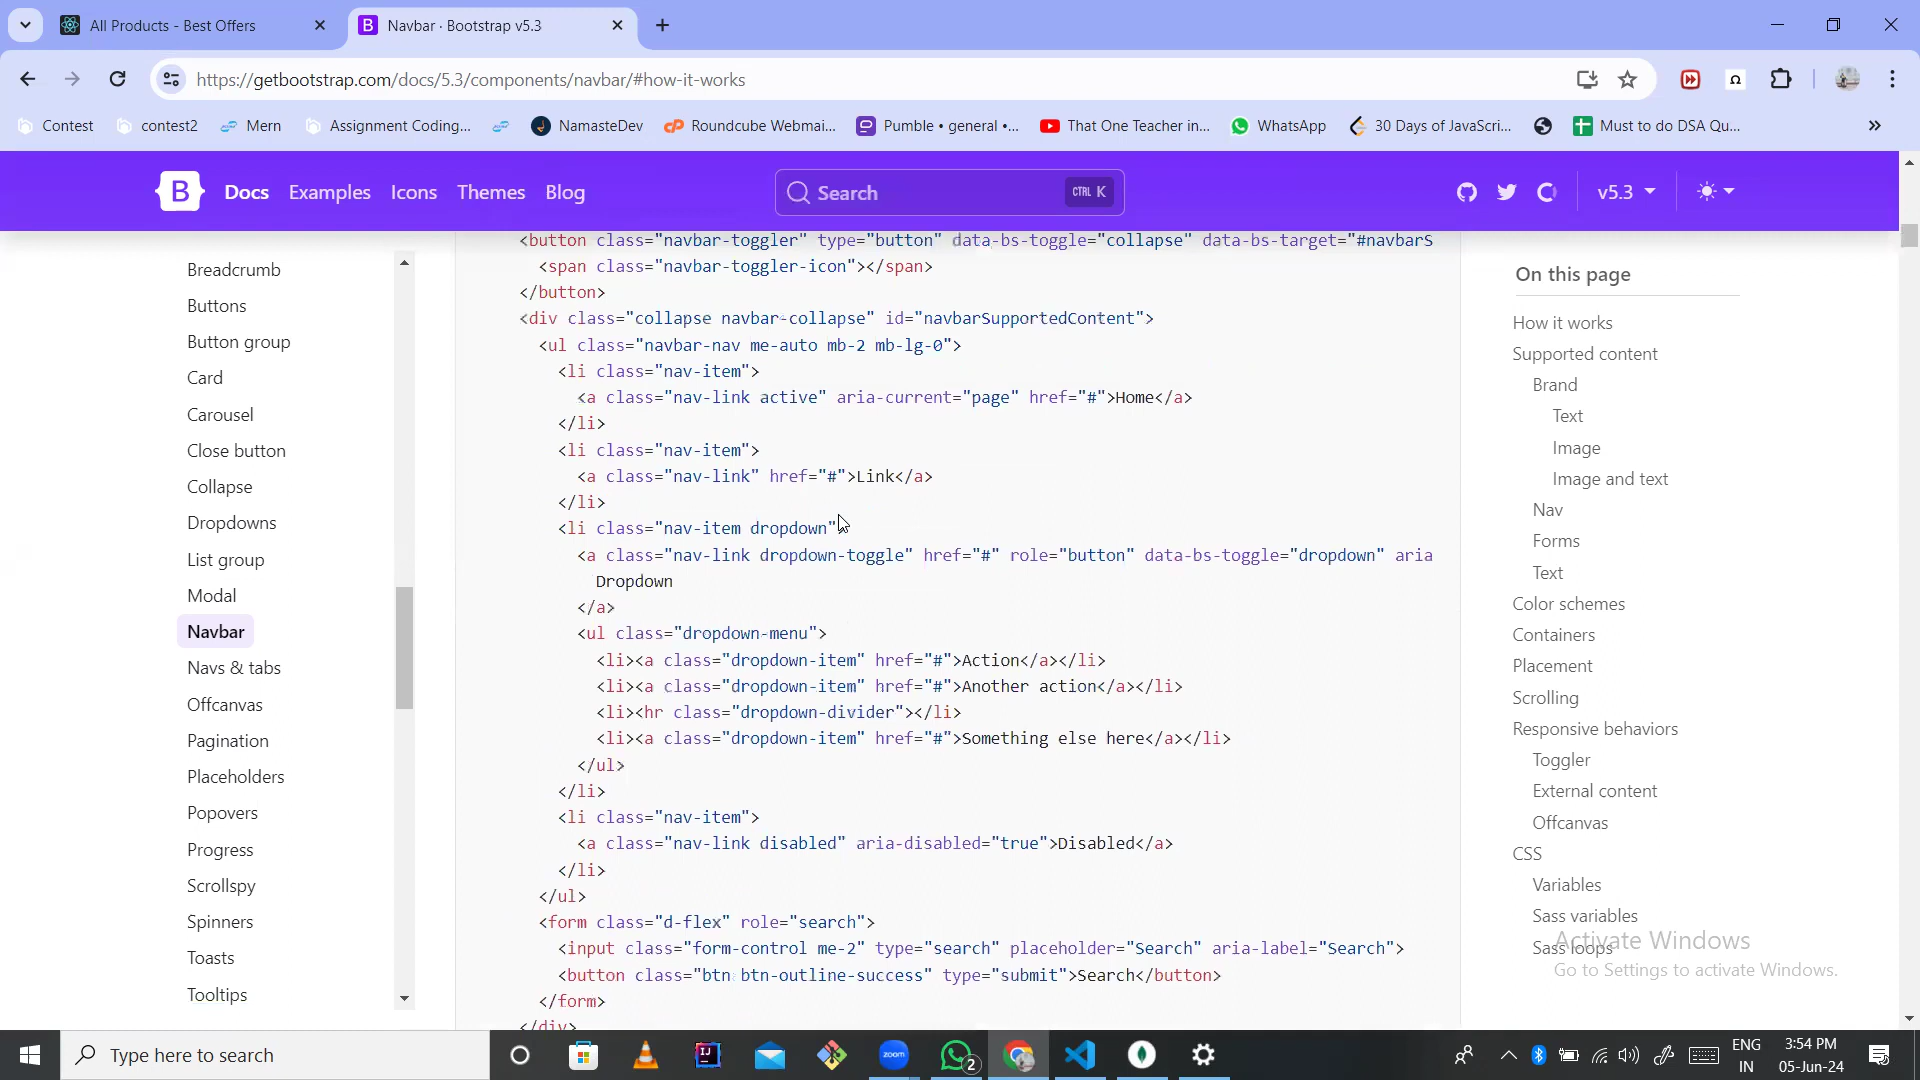 All Products - Best Offers
Navbar · Bootstrap v5.3
https://getbootstrap.com/docs/5.3/components/navbar/#how-it-works
Contest
contest2
Mern
Assignment Coding...
NamasteDev
Roundcube Webmai...
Pumble • general •...
That One Teacher in...
WhatsApp
30 Days of JavaScri...
Must to do DSA Qu...
B Docs Examples Icons Themes Blog
Search
CTRL K
v5.3
Breadcrumb
Buttons
Button group
Card
Carousel
Close button
Collapse
Dropdowns
List group
Modal
Navbar
Navs & tabs
Offcanvas
Pagination
Placeholders
Popovers
Progress
Scrollspy
Spinners
Toasts
Tooltips
<button class="navbar-toggler" type="button" data-bs-toggle="collapse" data-bs-target="#navbarS
<span class="navbar-toggler-icon"></span>
</button>
<div class="collapse navbar-collapse" id="navbarSupportedContent">
<ul class="navbar-nav me-auto mb-2 mb-lg-0">
<li class="nav-item">
<a class="nav-link active" aria-current="page" href="#">Home</a>
</li>
<li class="nav-item">
<a class="nav-link" href="#">Link</a>
</li>
<li class="nav-item dropdown"
<a class="nav-link dropdown-toggle" href="#" role="button" data-bs-toggle="dropdown" aria
Dropdown
</a>
<ul class="dropdown-menu">
<li><a class="dropdown-item" href="#">Action</a></li>
<li><a class="dropdown-item" href="#">Another action</a></li>
<li><hr class="dropdown-divider"></li>
<li><a class="dropdown-item" href="#">Something else here</a></li>
</ul>
</li>
<li class="nav-item">
<a class="nav-link disabled" aria-disabled="true">Disabled</a>
</li>
</ul>
<form class="d-flex" role="search">
<input class="form-control me-2" type="search" placeholder="Search" aria-label="Search">
<button class="btn btn-outline-success" type="submit">Search</button>
</form>
</div>
On this page
How it works
Supported content
Brand
Text
Image
Image and text
Nav
Forms
Text
Color schemes
Containers
Placement
Scrolling
Responsive behaviors
Toggler
External content
Offcanvas
CSS
Variables
Sass variables
Sass loops
Activate Windows
Go to Settings to activate Windows.
Type here to search
zoom
2
ENG
IN
3:54 PM
05-Jun-24